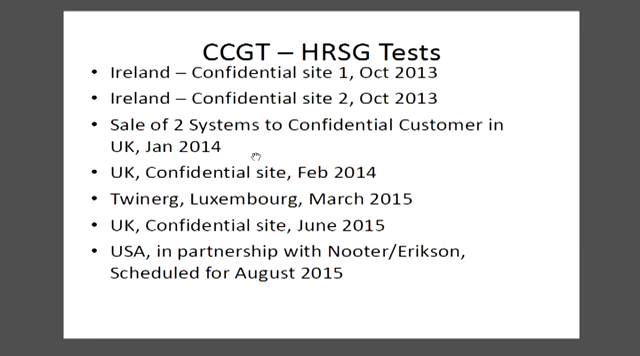 CCGT – HRSG Tests
• Ireland – Confidential site 1, Oct 2013
• Ireland – Confidential site 2, Oct 2013
• Sale of 2 Systems to Confidential Customer in
UK, Jan 2014
• UK, Confidential site, Feb 2014
• Twinerg, Luxembourg, March 2015
• UK, Confidential site, June 2015
• USA, in partnership with Nooter/Erikson,
Scheduled for August 2015